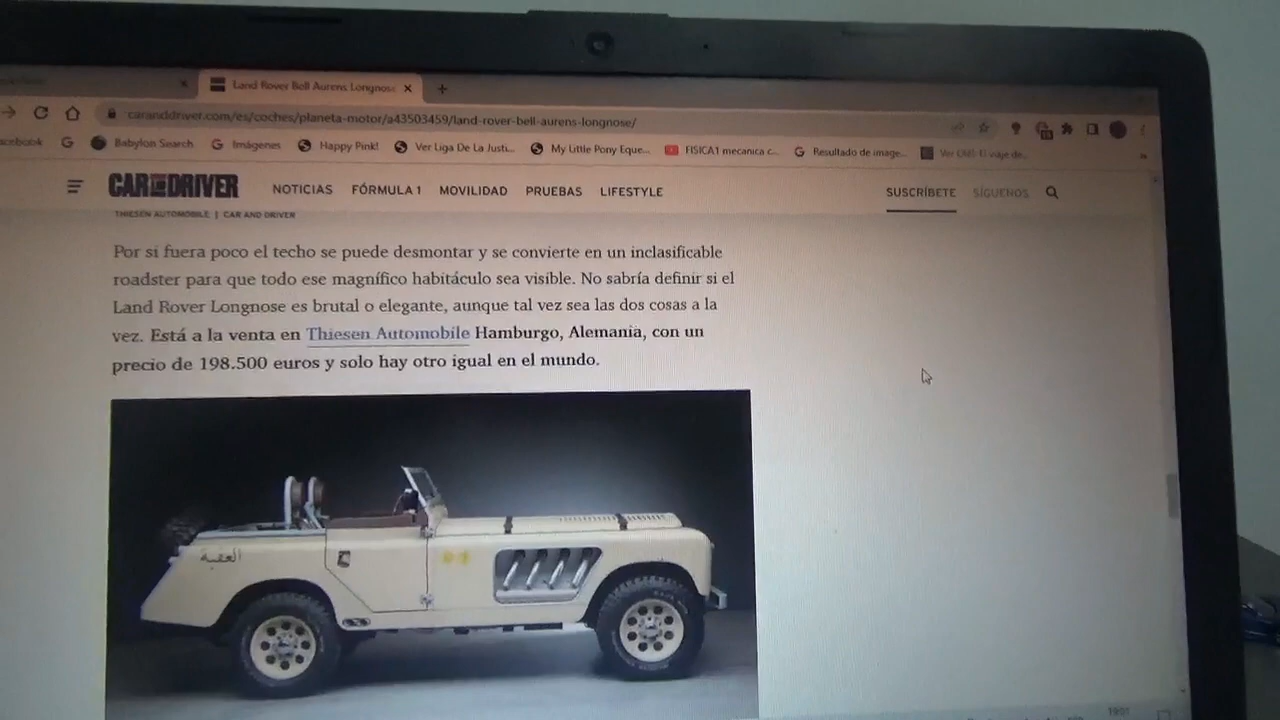 Land Rover Bell Aurens Longnose
caranddriver.com/es/coches/planeta-motor/a43503459/land-rover-bell-aurens-longnose/
acebook
Babylon Search
Imágenes
Happy Pink!
Ver Liga De La Justi...
My Little Pony Eque...
FISICA1 mecanica c...
Resultado de image...
Ver
CAR AND DRIVER
NOTICIAS FÓRMULA 1 MOVILIDAD PRUEBAS LIFESTYLE
SUSCRÍBETE SÍGUENOS
THIESEN AUTOMOBILE | CAR AND DRIVER
Por si fuera poco el techo se puede desmontar y se convierte en un inclasificable
roadster para que todo ese magnífico habitáculo sea visible. No sabría definir si el
Land Rover Longnose es brutal o elegante, aunque tal vez sea las dos cosas a la
vez. Está a la venta en Thiesen Automobile Hamburgo, Alemania, con un
precio de 198.500 euros y solo hay otro igual en el mundo.
العقبة
19:01